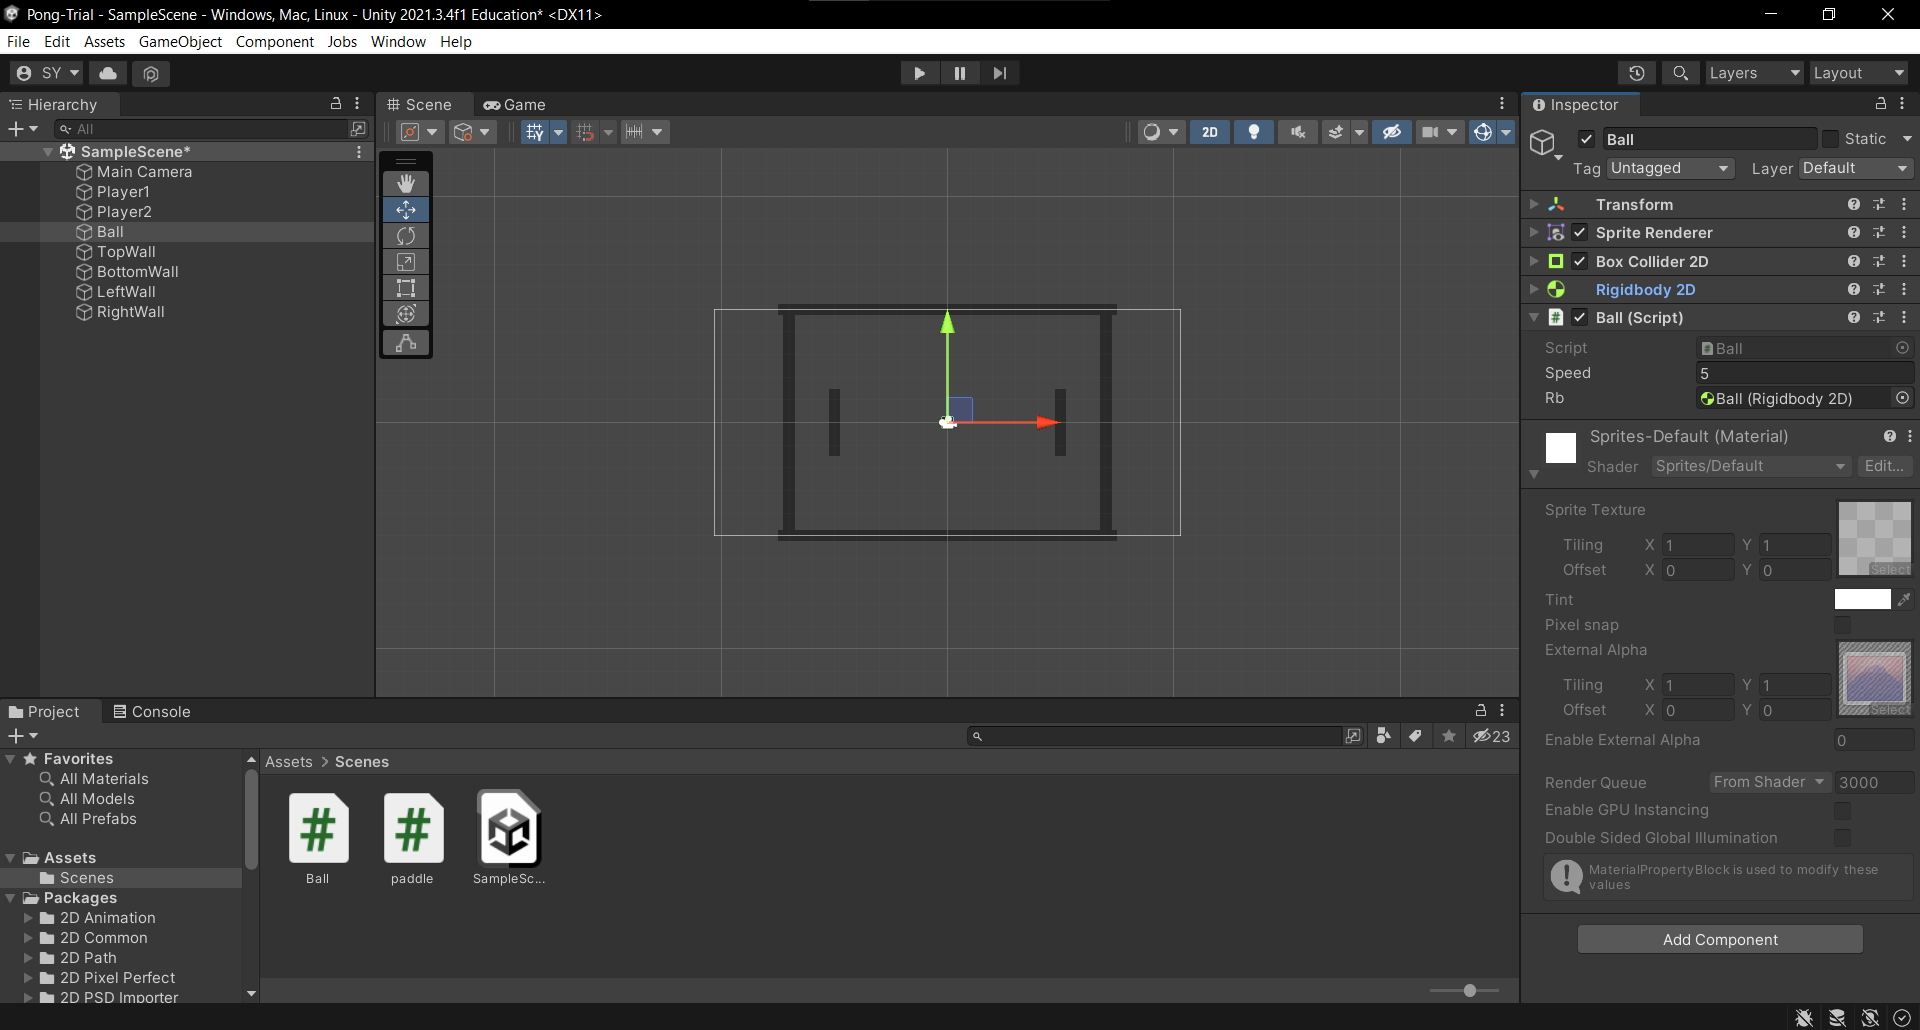 Pong-Trial - SampleScene - Windows, Mac, Linux - Unity 2021.3.4f1 Education* <DX11>
File Edit Assets GameObject Component Jobs Window Help
SY
Layers Layout
Hierarchy
All
SampleScene*
Main Camera
Player1
Player2
Ball
TopWall
BottomWall
LeftWall
RightWall
Scene Game
2D
Inspector
Ball Static
Tag Untagged Layer Default
Transform
Sprite Renderer
Box Collider 2D
Rigidbody 2D
Ball (Script)
Script Ball
Speed 5
Rb Ball (Rigidbody 2D)
Sprites-Default (Material)
Shader Sprites/Default Edit...
Sprite Texture
Tiling X 1 Y 1
Offset X 0 Y 0
Select
Tint
Pixel snap
External Alpha
Tiling X 1 Y 1
Offset X 0 Y 0
Select
Enable External Alpha 0
Render Queue From Shader 3000
Enable GPU Instancing
Double Sided Global Illumination
MaterialPropertyBlock is used to modify these
values
Add Component
Project Console
23
Favorites
All Materials
All Models
All Prefabs
Assets
Scenes
Packages
2D Animation
2D Common
2D Path
2D Pixel Perfect
2D PSD Importer
Assets > Scenes
Ball paddle SampleSc...